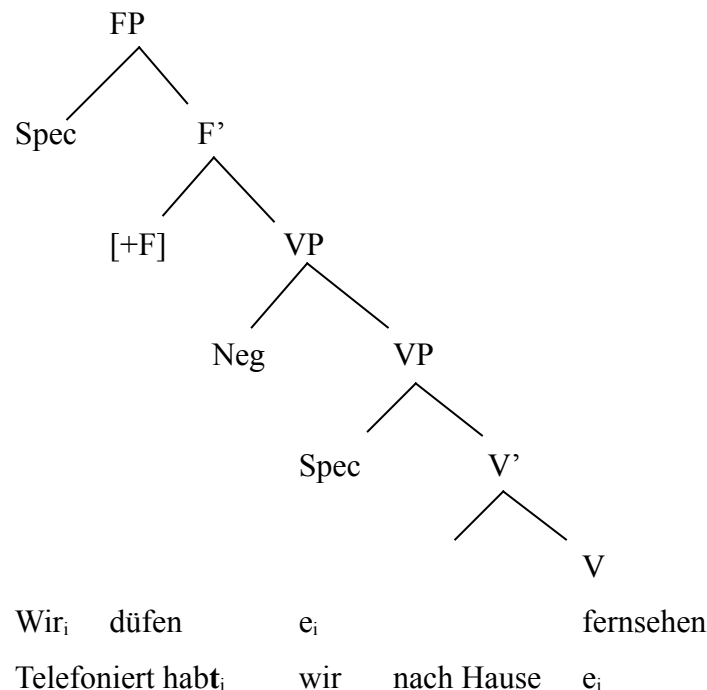 FP
Spec F’
[+F] VP
Neg VP
Spec V’
V
Wirᵢ düfen eᵢ fernsehen
Telefoniert habtᵢ wir nach Hause eᵢ